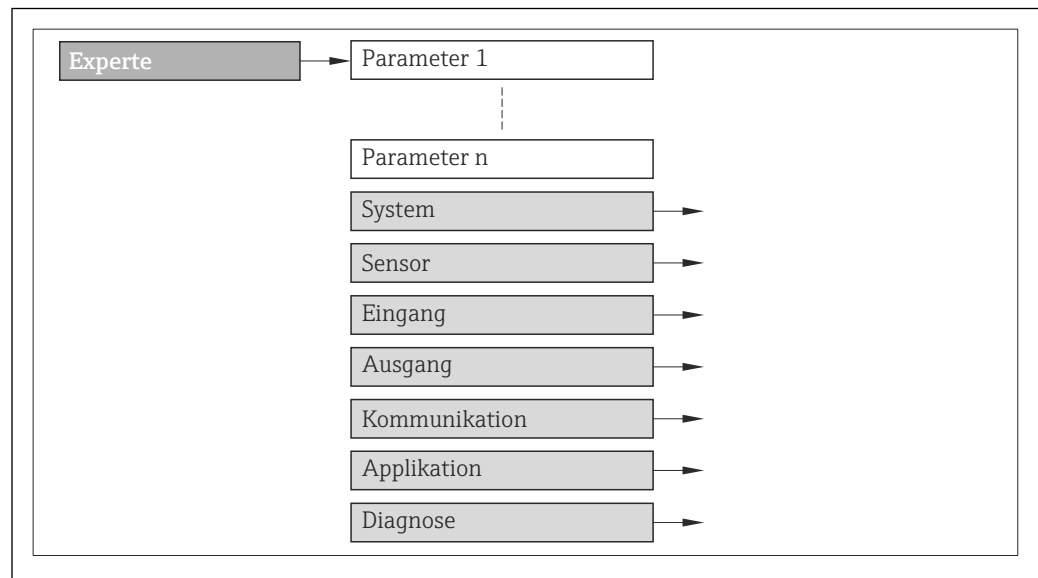 Experte
Parameter 1
Parameter n
System
Sensor
Eingang
Ausgang
Kommunikation
Applikation
Diagnose